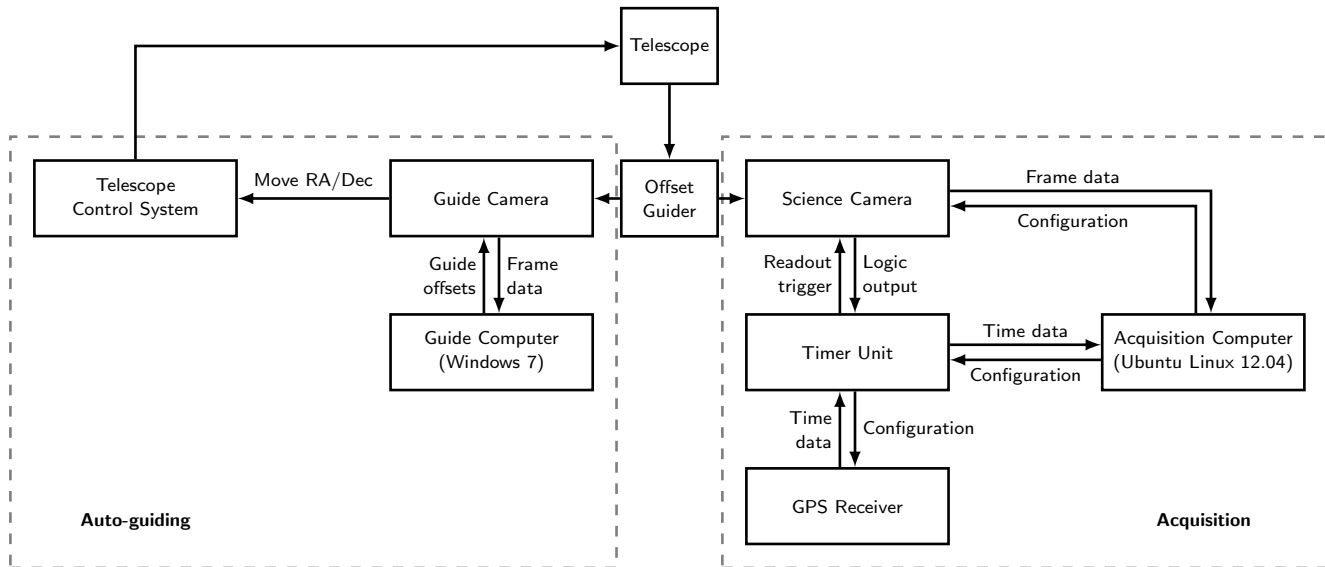 Telescope
Telescope
Control System
Move RA/Dec
Guide Camera
Offset
Guider
Science Camera
Frame data
Configuration
Guide
offsets
Frame
data
Readout
trigger
Logic
output
Guide Computer
(Windows 7)
Timer Unit
Time data
Configuration
Acquisition Computer
(Ubuntu Linux 12.04)
Time
data
Configuration
GPS Receiver
Auto-guiding
Acquisition